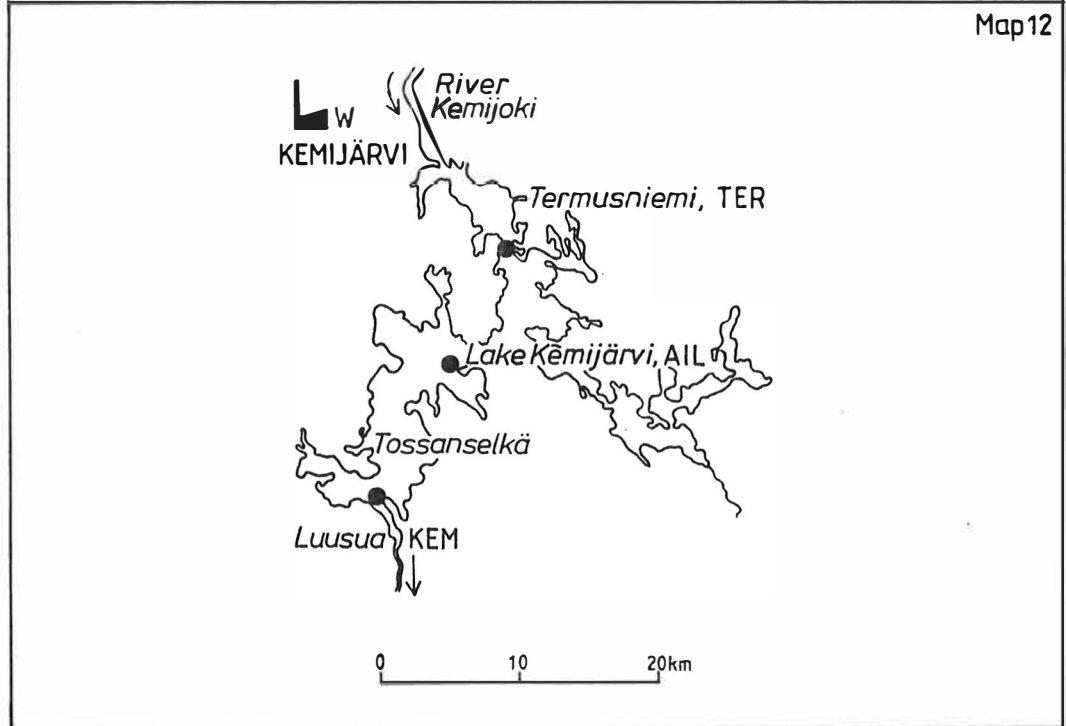 Map 12
River
Kemijoki
W
KEMIJÄRVI
Termusniemi, TER
Lake Kemijärvi, AIL
Tossanselkä
Luusua KEM
0 10 20km